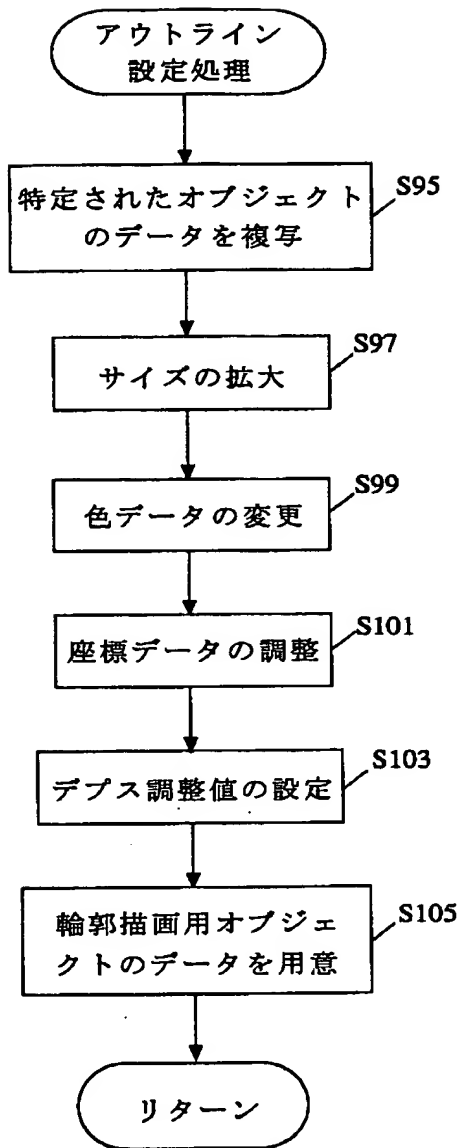 アウトライン
設定処理
特定されたオブジェクト
のデータを複写
S95
サイズの拡大
S97
色データの変更
S99
座標データの調整
S101
デプス調整値の設定
S103
輪郭描画用オブジェ
クトのデータを用意
S105
リターン